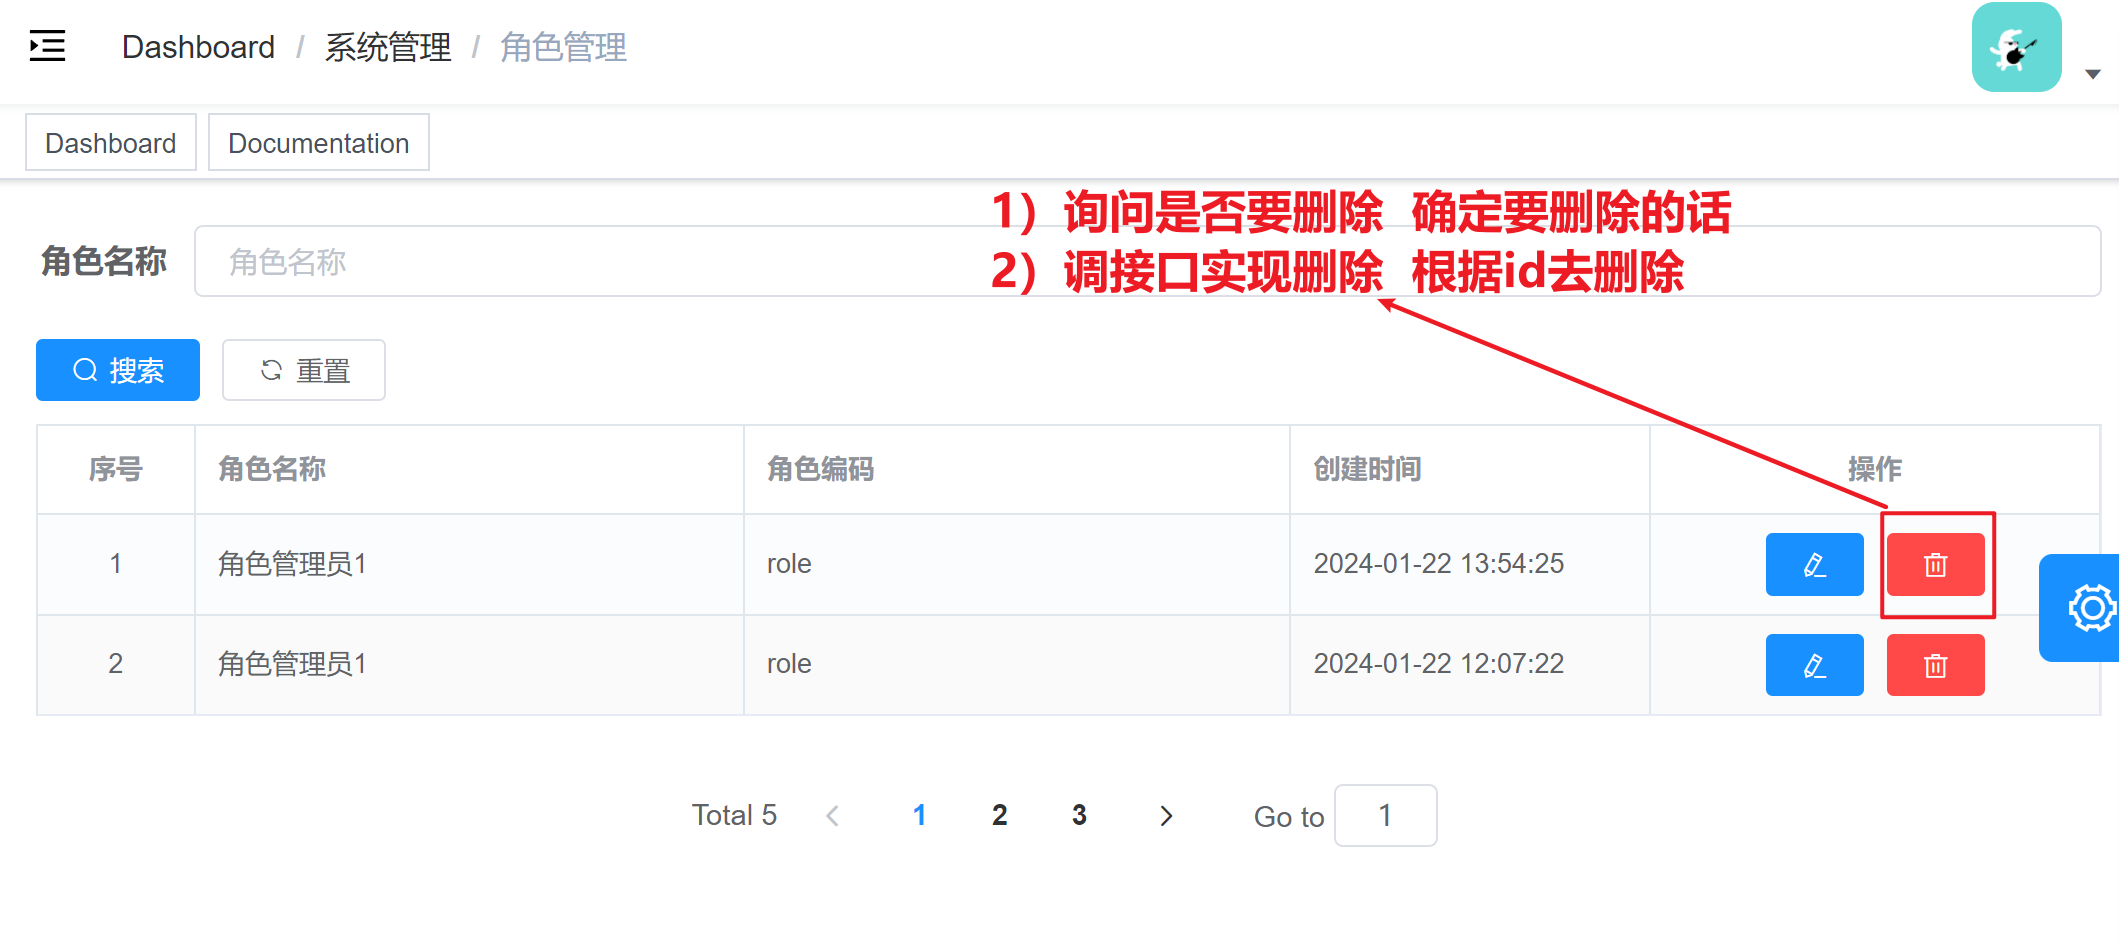 Dashboard / 系统管理 / 角色管理
Dashboard Documentation
1）询问是否要删除 确定要删除的话
角色名称 角色名称
2）调接口实现删除 根据id去删除
搜索 重置
序号 角色名称 角色编码 创建时间 操作
1 角色管理员1 role 2024-01-22 13:54:25
2 角色管理员1 role 2024-01-22 12:07:22
Total 5 1 2 3 Go to 1